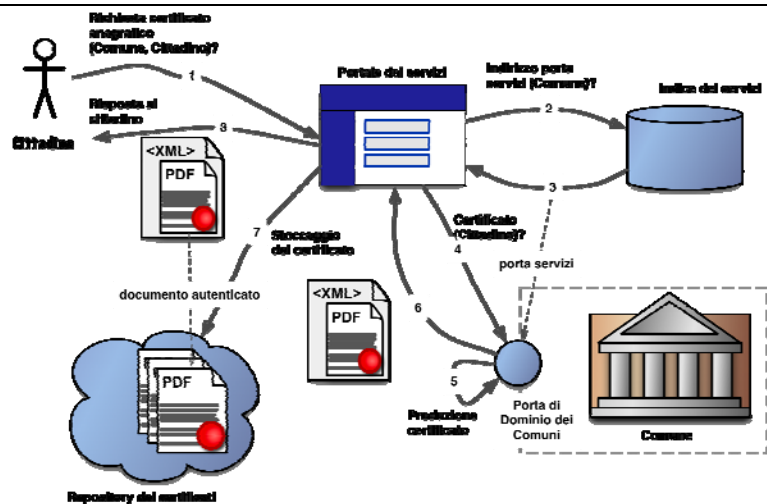 Richiesta certificato
anagrafico
(Comune, Cittadino)?
1
Portale dei servizi
Indirizzo porta
servizi (Comune)?
2
Indice dei servizi
Risposta al
cittadino
8
Cittadino
<XML>
PDF
3
7
Stoccaggio
del certificato
Certificato
(Cittadino)?
4
porta servizi
documento autenticato
<XML>
PDF
6
PDF
5
Produzione
certificato
Porta di
Dominio dei
Comuni
Comune
Repository dei certificati